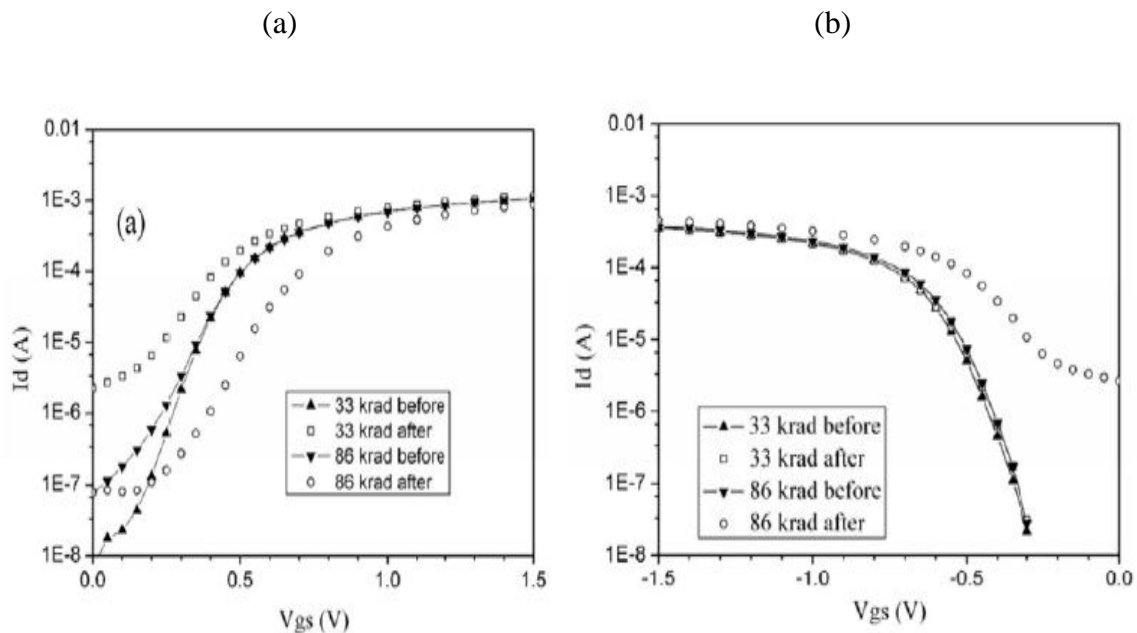 (a)
(b)
0.01
1E-3
1E-4
1E-5
1E-6
1E-7
1E-8
Id (A)
(a)
33 krad before
33 krad after
86 krad before
86 krad after
0.0
0.5
1.0
1.5
Vgs (V)
0.01
1E-3
1E-4
1E-5
1E-6
1E-7
1E-8
Id (A)
33 krad before
33 krad after
86 krad before
86 krad after
-1.5
-1.0
-0.5
0.0
Vgs (V)